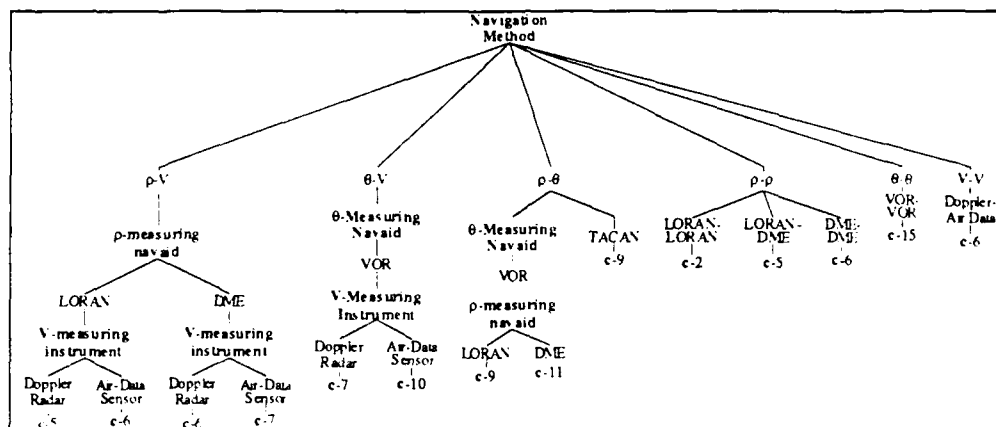 Navigation
Method
ρ-V
θ-V
ρ-θ
ρ-ρ
θ-θ
V-V
ρ-measuring
navaid
LORAN
DME
V-measuring
instrument
V-measuring
instrument
Doppler
Radar
c-5
Air-Data
Sensor
c-6
Doppler
Radar
c-6
Air-Data
Sensor
c-7
θ-Measuring
Navaid
VOR
V-Measuring
Instrument
Doppler
Radar
c-7
Air-Data
Sensor
c-10
θ-Measuring
Navaid
VOR
ρ-measuring
navaid
LORAN
c-9
DME
c-11
TACAN
c-9
LORAN-
LORAN
c-2
LORAN-
DME
c-5
DME-
DME
c-6
VOR-
VOR
c-15
Doppler-
Air Data
c-6